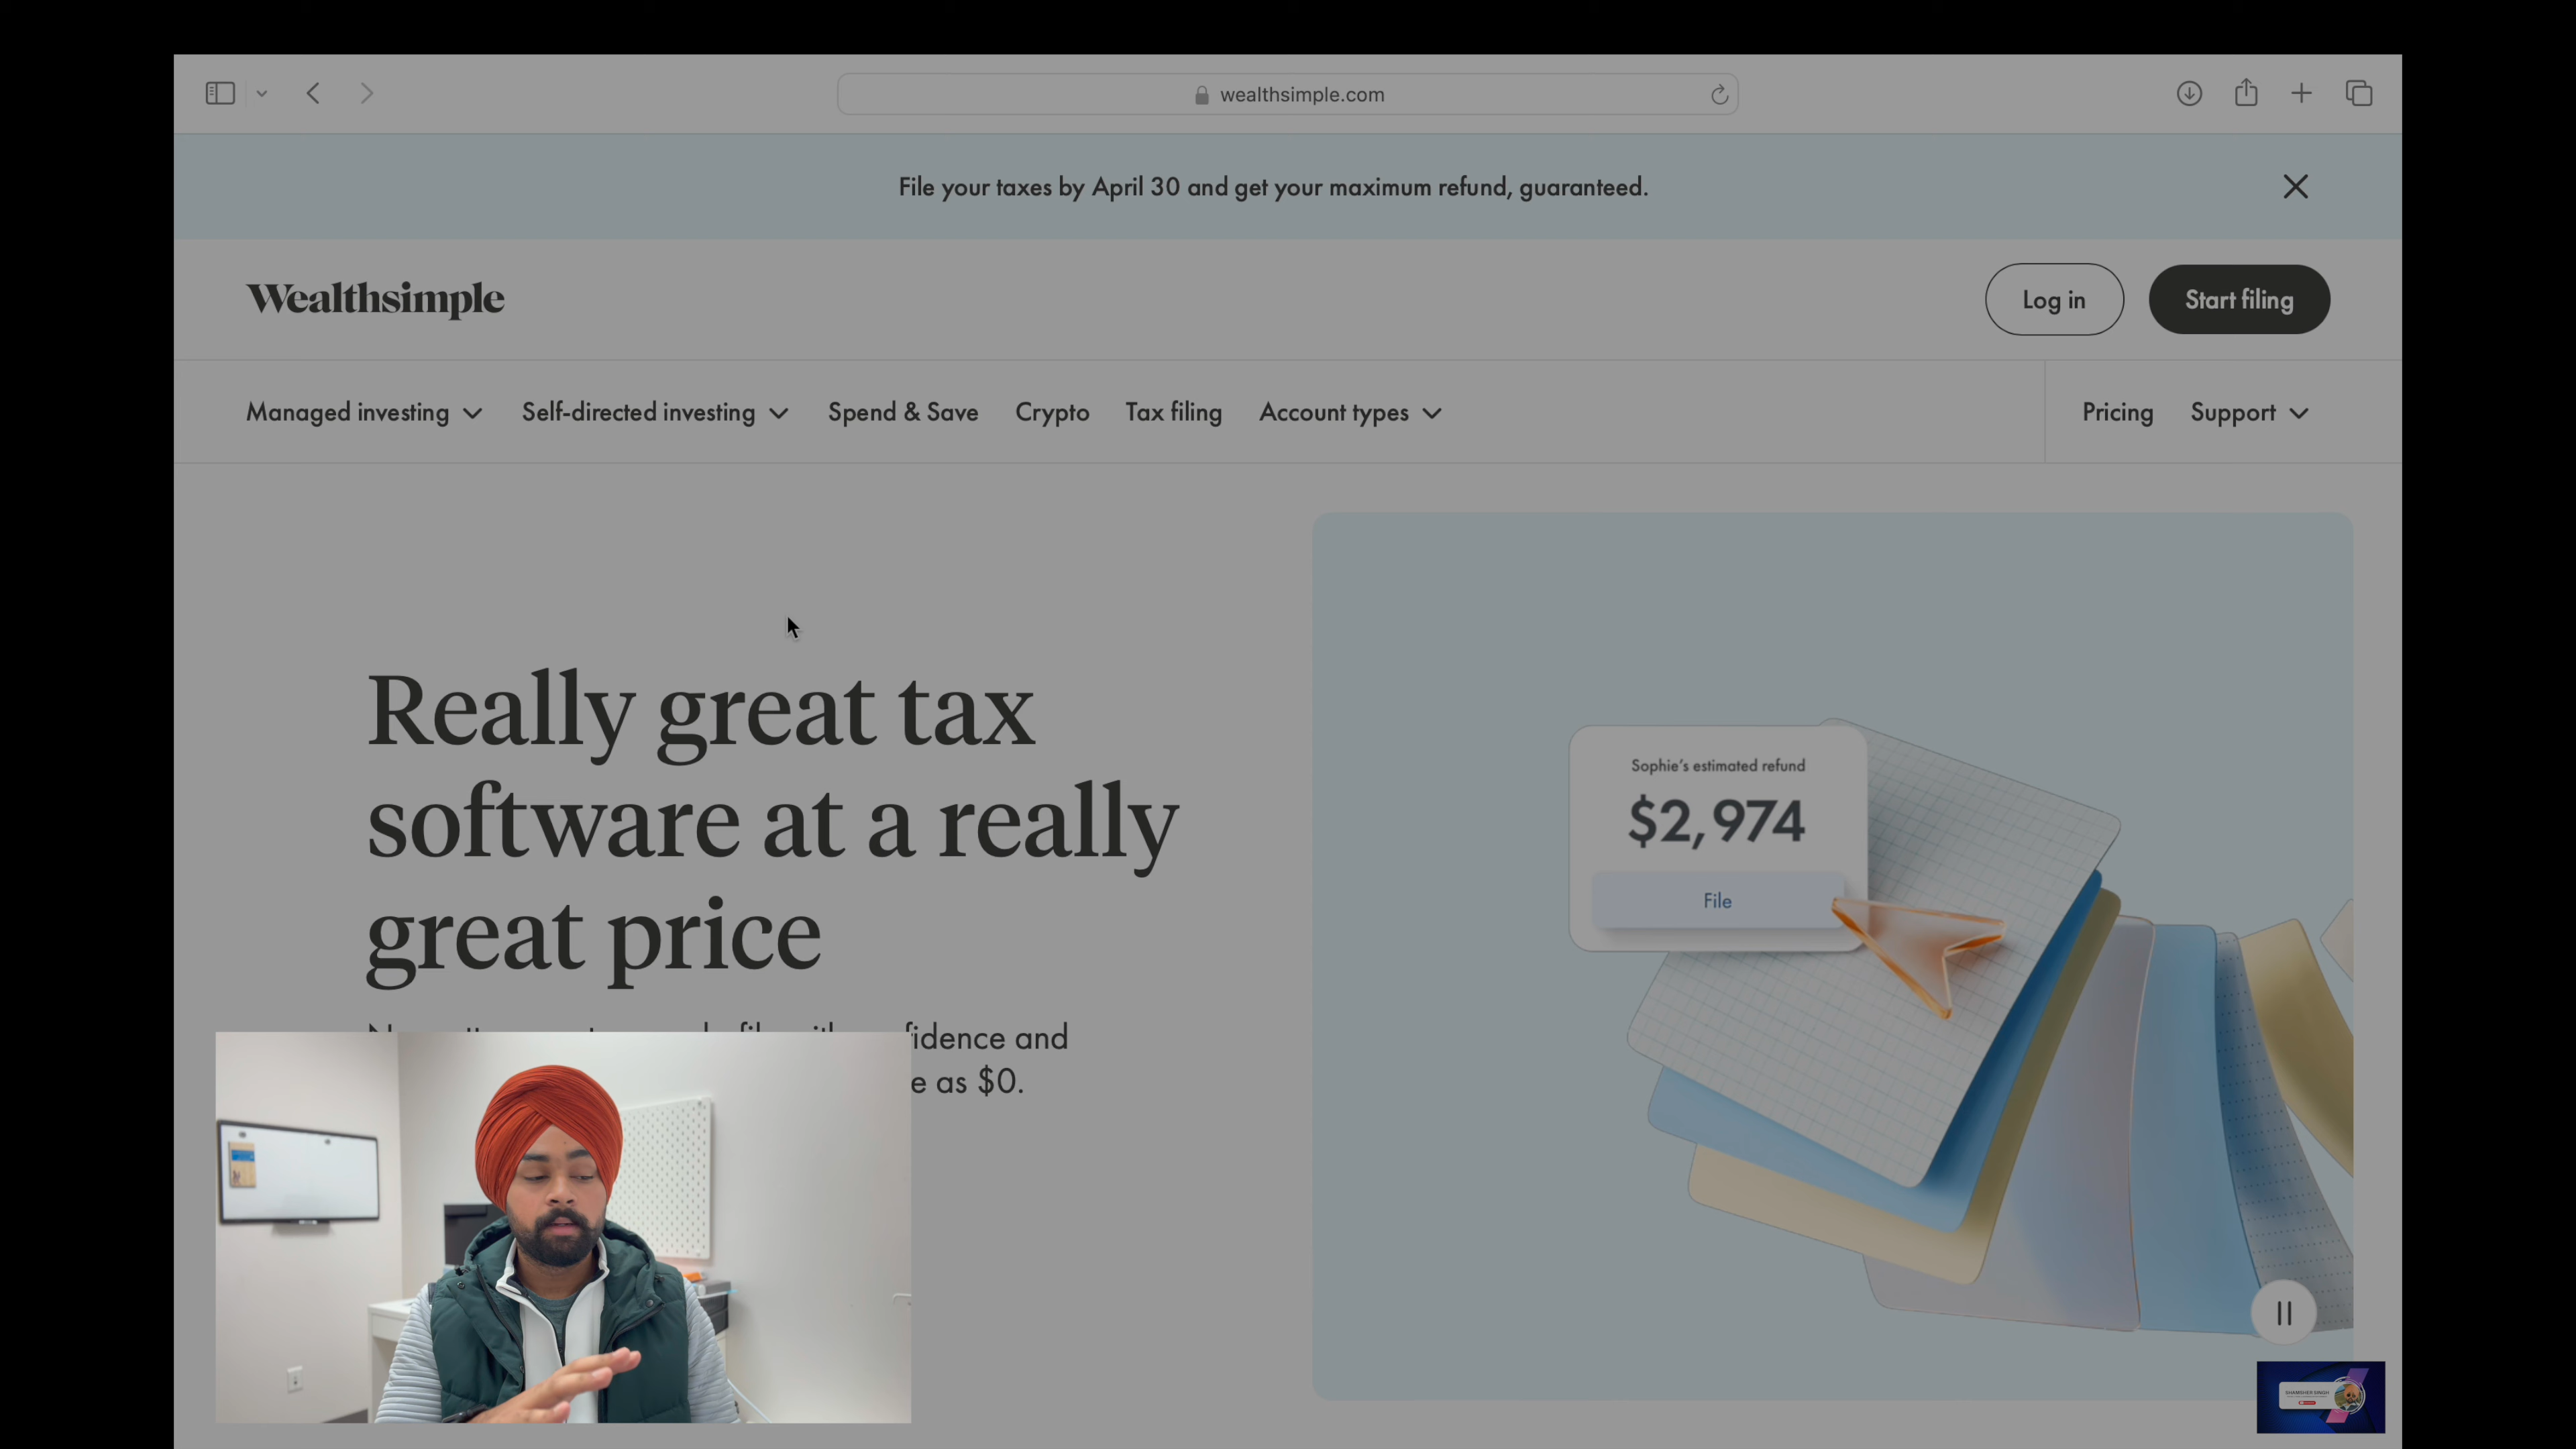 wealthsimple.com
File your taxes by April 30 and get your maximum refund, guaranteed.
Wealthsimple
Log in
Start filing
Managed investing
Self-directed investing
Spend & Save
Crypto
Tax filing
Account types
Pricing
Support
Really great tax
software at a really
great price
and
as $0.
Sophie's estimated refund
$2,974
File
SHAMSHER SINGH